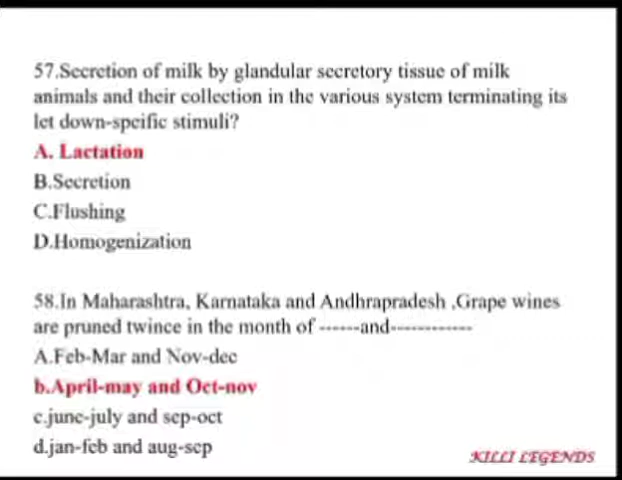 57.Secretion of milk by glandular secretory tissue of milk
animals and their collection in the various system terminating its
let down-speific stimuli?
A. Lactation
B.Secretion
C.Flushing
D.Homogenization
58.In Maharashtra, Karnataka and Andhrapradesh ,Grape wines
are pruned twince in the month of ------and------------
A.Feb-Mar and Nov-dec
b.April-may and Oct-nov
c.june-july and sep-oct
d.jan-feb and aug-sep
KILLI LEGENDS